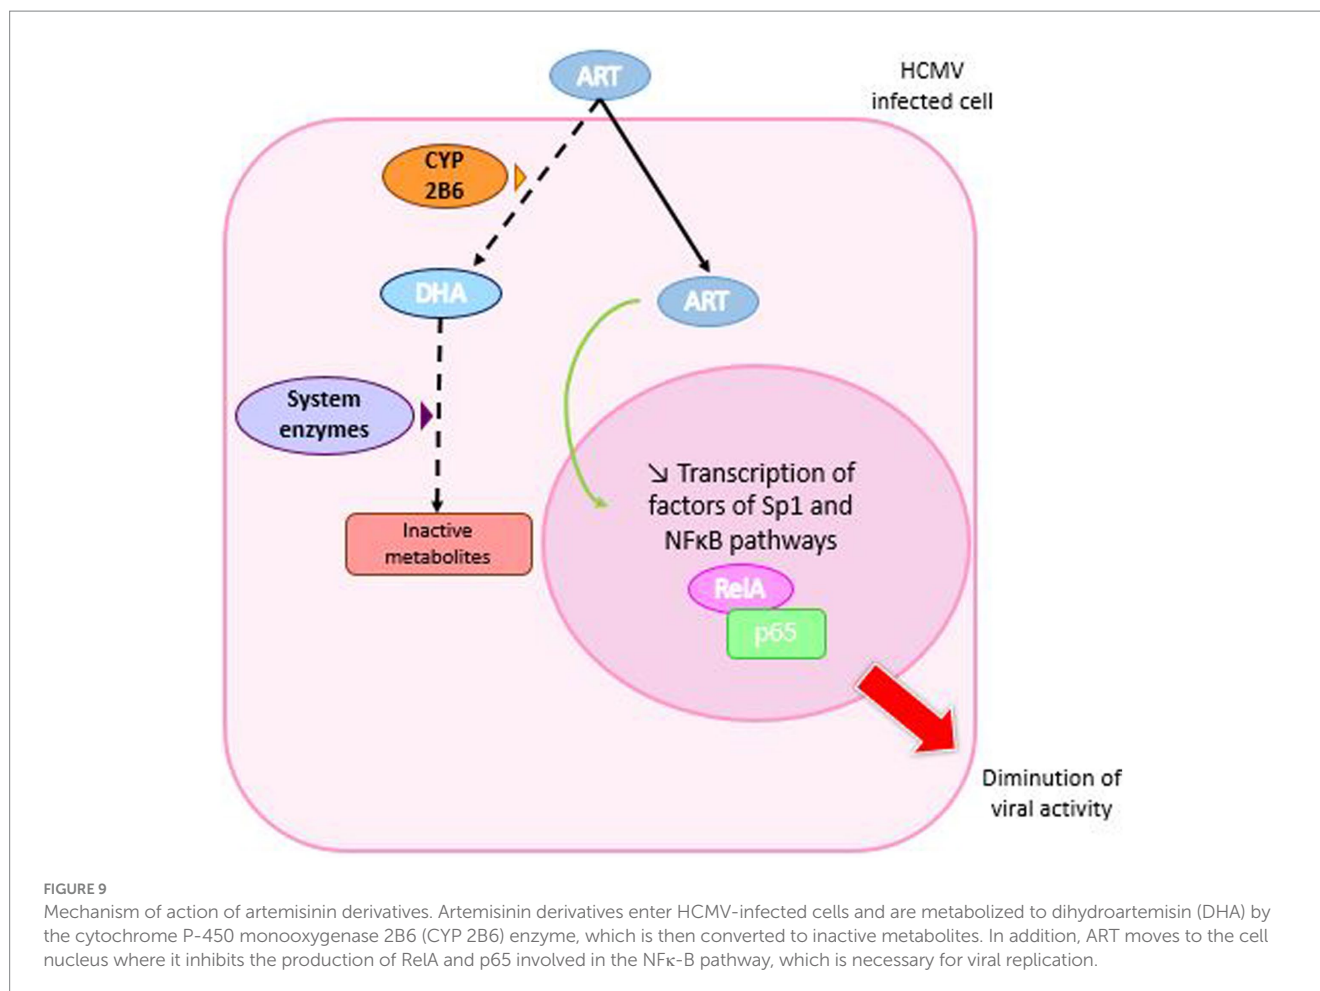 ART
HCMV
infected cell
CYP
2B6
DHA
ART
System
enzymes
↘ Transcription of
factors of Sp1 and
NFκB pathways
Inactive
metabolites
RelA
p65
Diminution of
viral activity
FIGURE 9
Mechanism of action of artemisinin derivatives. Artemisinin derivatives enter HCMV-infected cells and are metabolized to dihydroartemisin (DHA) by
the cytochrome P-450 monooxygenase 2B6 (CYP 2B6) enzyme, which is then converted to inactive metabolites. In addition, ART moves to the cell
nucleus where it inhibits the production of RelA and p65 involved in the NFκ-B pathway, which is necessary for viral replication.